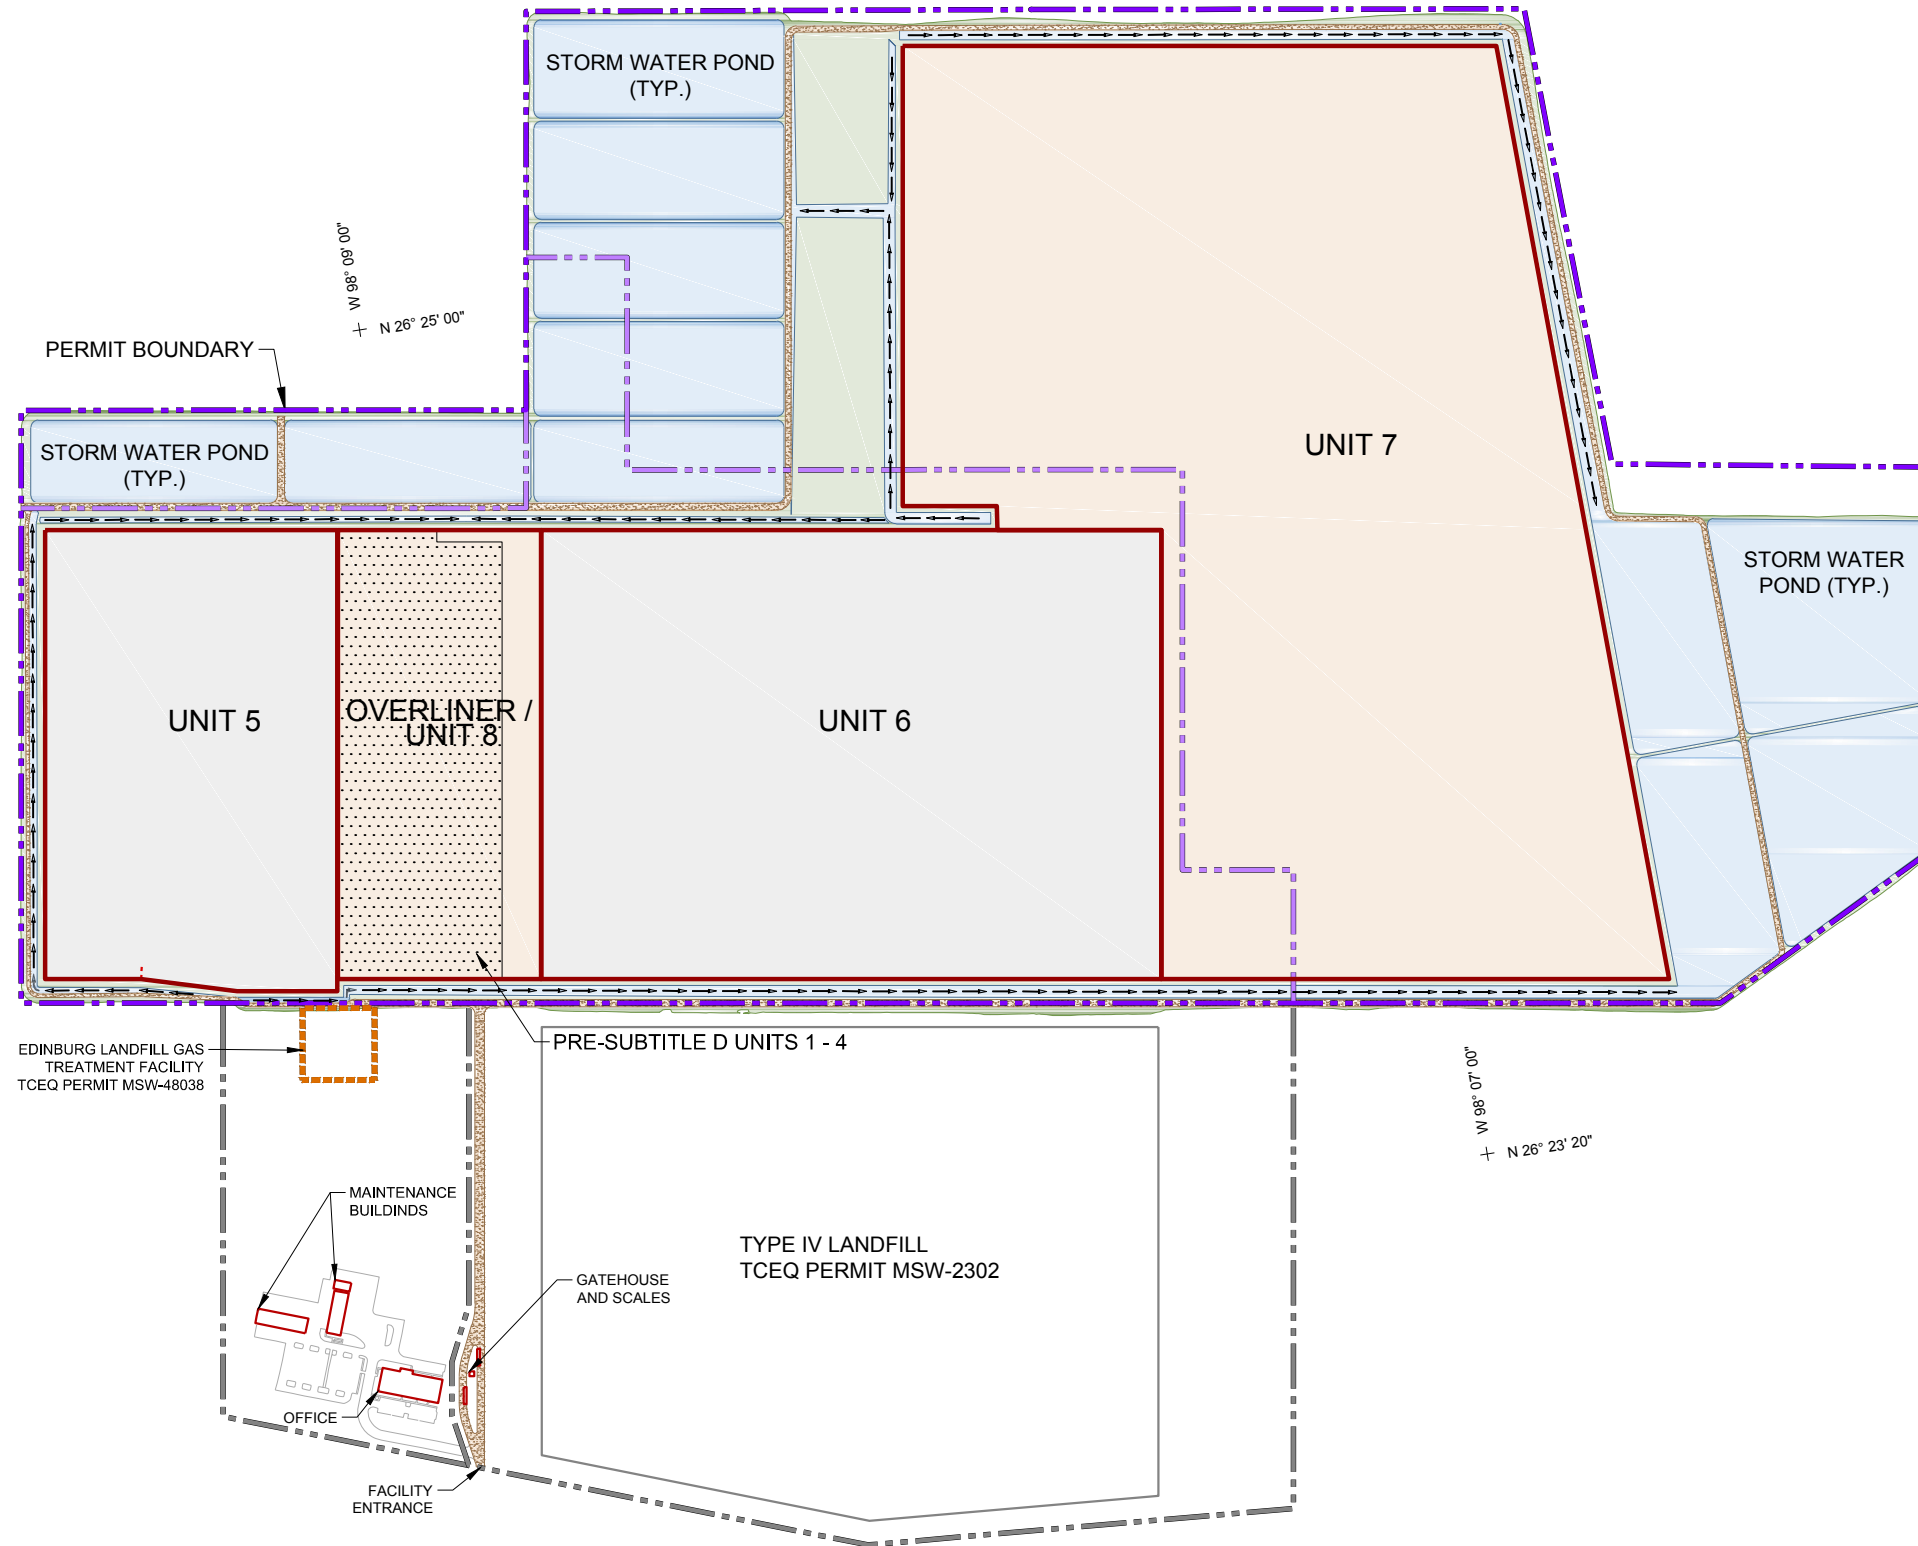 STORM WATER POND
(TYP.)
W 98° 09' 00"
N 26° 25' 00"
PERMIT BOUNDARY
STORM WATER POND
(TYP.)
UNIT 7
STORM WATER
POND (TYP.)
UNIT 5
OVERLINER /
UNIT 8
UNIT 6
PRE-SUBTITLE D UNITS 1 - 4
EDINBURG LANDFILL GAS
TREATMENT FACILITY
TCEQ PERMIT MSW-48038
W 98° 07' 00"
N 26° 23' 20"
MAINTENANCE
BUILDINDS
TYPE IV LANDFILL
TCEQ PERMIT MSW-2302
GATEHOUSE
AND SCALES
OFFICE
FACILITY
ENTRANCE